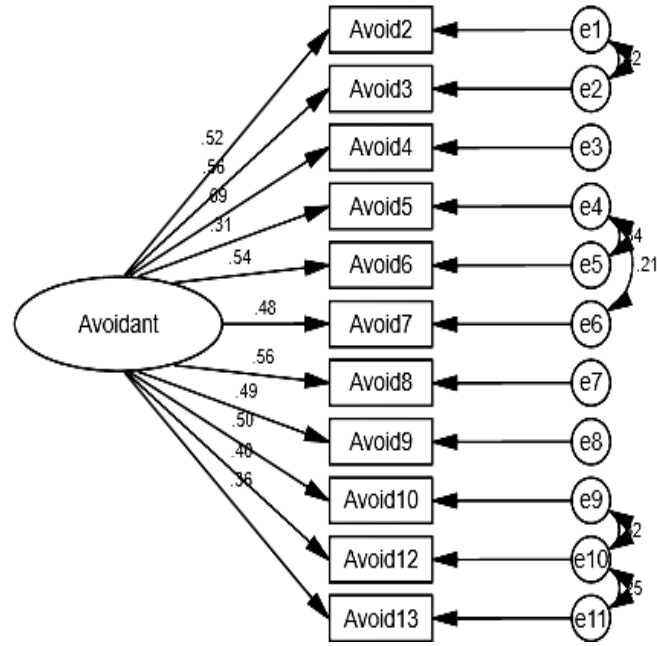 Avoid2
e1
Avoid3
e2
.52
Avoid4
e3
.56
Avoid5
e4
.31
Avoid6
e5
.54
.21
Avoidant
.48
Avoid7
e6
.56
Avoid8
e7
.49
Avoid9
e8
.50
.36
Avoid10
e9
Avoid12
e10
Avoid13
e11